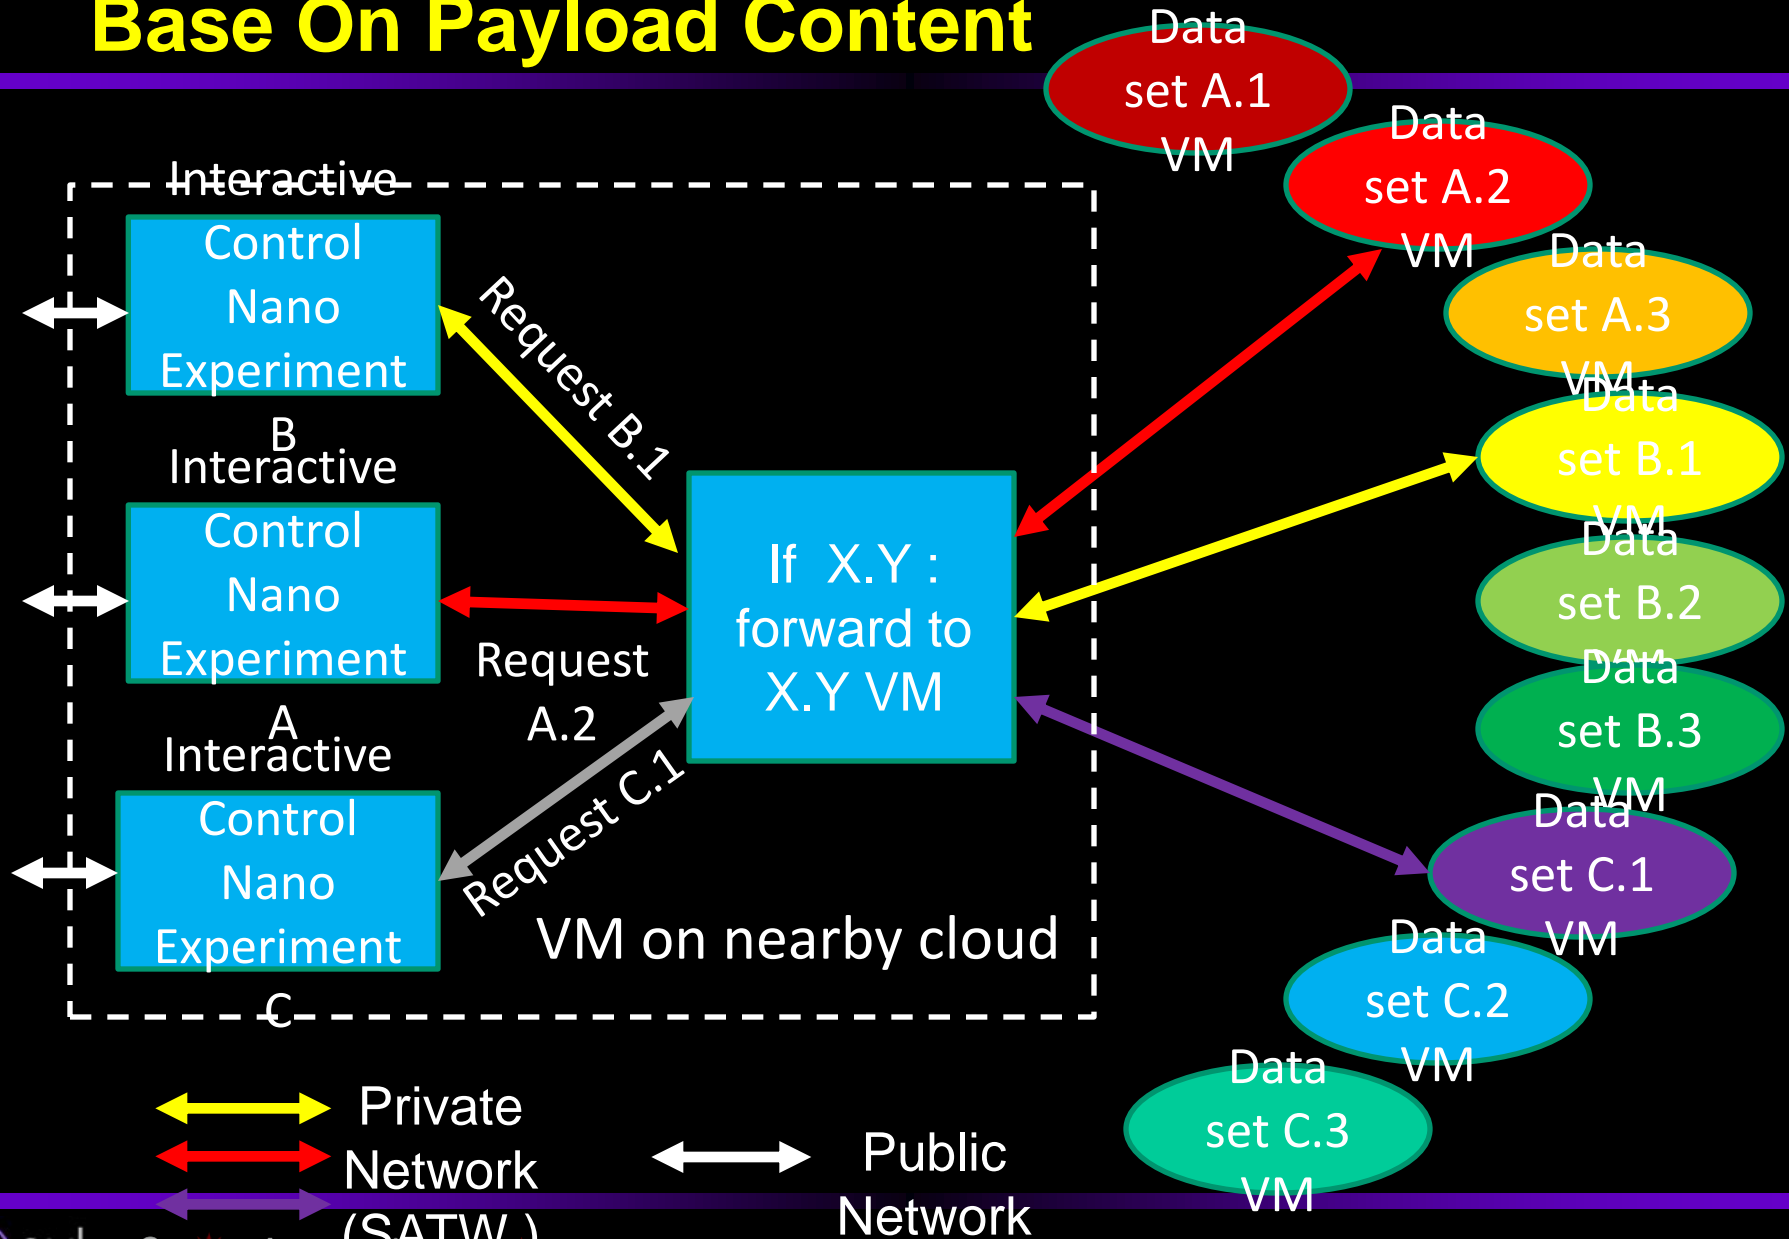 Base On Payload Content
Data
set A.1
VM
Data
set A.2
VM
Data
set A.3
VM
Data
set B.1
VM
Data
set B.2
VM
Data
set B.3
VM
Data
set C.1
VM
Data
set C.2
VM
Data
set C.3
VM
Interactive
Control
Nano
Experiment
B
Interactive
Control
Nano
Experiment
A
Interactive
Control
Nano
Experiment
C
Request B.1
Request
A.2
Request C.1
If X.Y :
forward to
X.Y VM
VM on nearby cloud
Private
Network
(SATW )
Public
Network